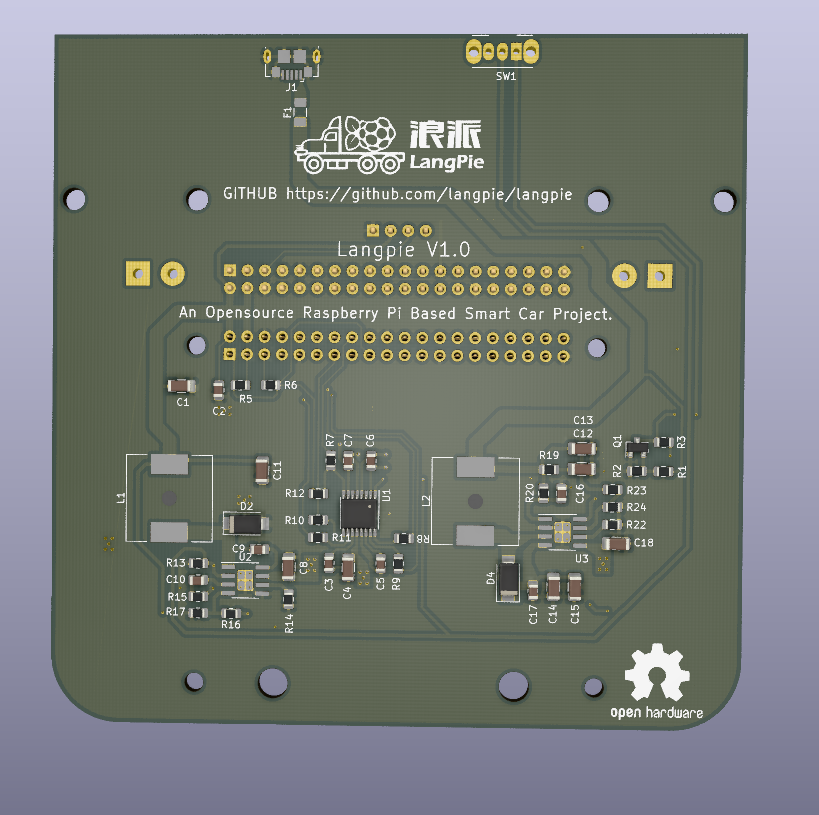 J1
SW1
F1
浪派
LangPie
GITHUB https://github.com/langpie/langpie
Langpie V1.0
An Opensource Raspberry Pi Based Smart Car Project.
C1
C2
R5
R6
C13
C12
Q1
R3
R7
C7
C6
R19
R2
R1
C11
L1
R12
U1
L2
R20
C16
R23
D2
R10
R24
R11
R8
R22
C9
U2
U3
C18
R13
C10
C8
C3
C4
C5
R9
D4
R15
R17
R16
R14
C17
C14
C15
open hardware